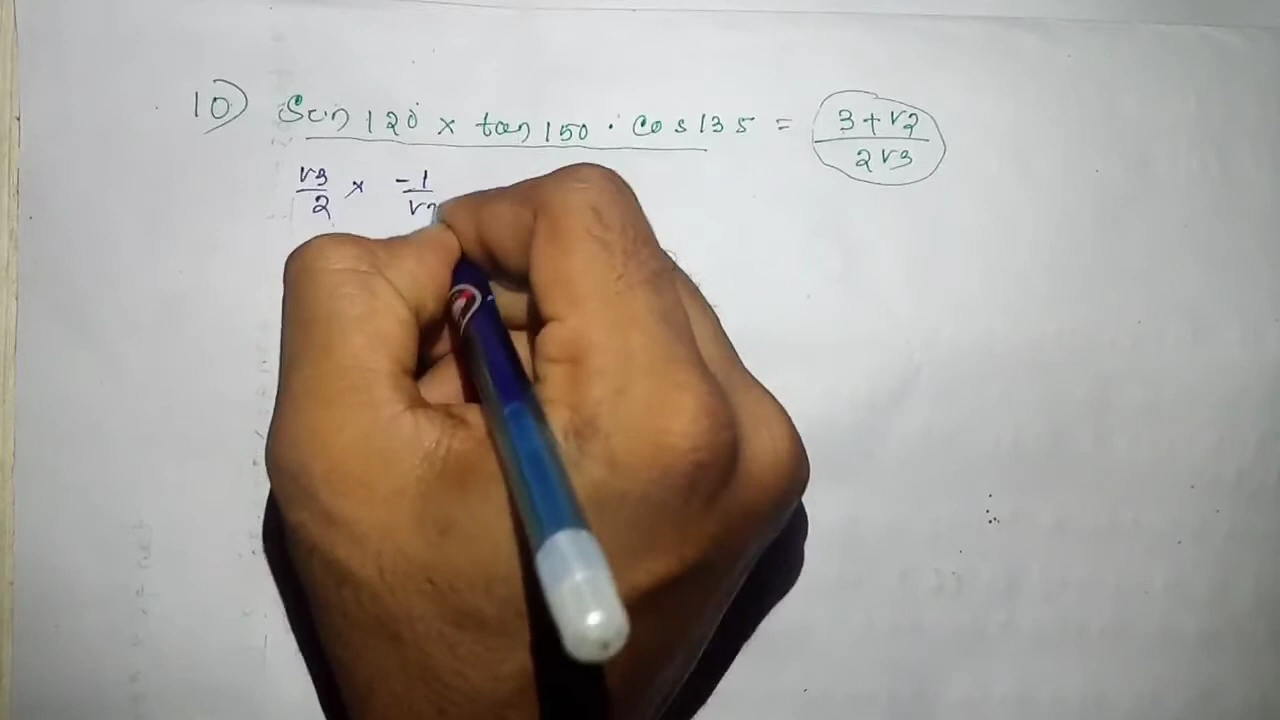 10) Sin 120° × tan 150 · cos 135 = 3+√2 / 2√3
√3/2 × -1/√